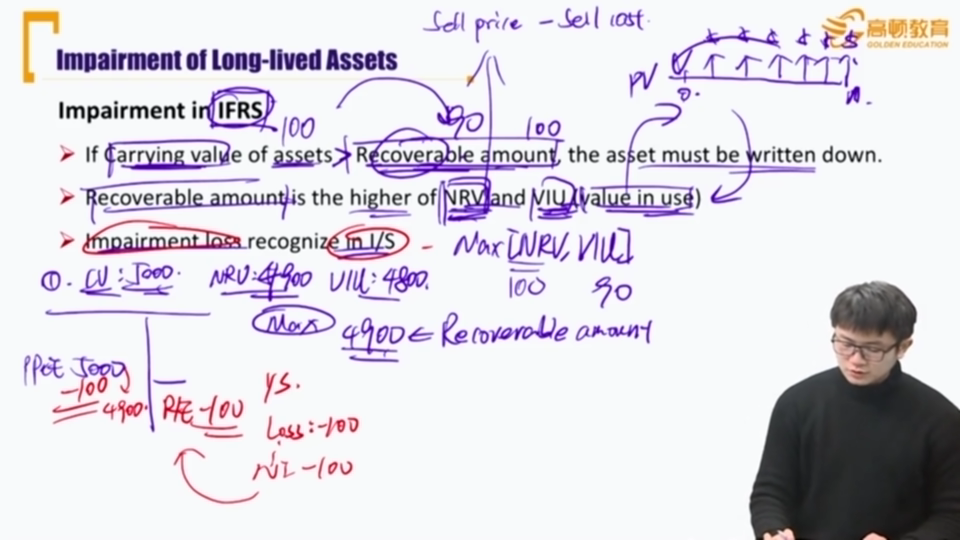 Sell price - Sell cost.
高顿教育
GOLDEN EDUCATION
Impairment of Long-lived Assets
PV
0.
n.
Impairment in IFRS
100
90
100
➤ If Carrying value of assets > Recoverable amount, the asset must be written down.
➤ Recoverable amount is the higher of NRV and VIU (value in use)
➤ Impairment loss recognize in I/S - Max [NRV, VIU]
100 90
①. CV: 5000. NRV: 4900 VIU: 4800.
Max 4900 ← Recoverable amount
PP&E 5000
-100
4900.
R/E -100
I/S.
Loss: -100
NI -100